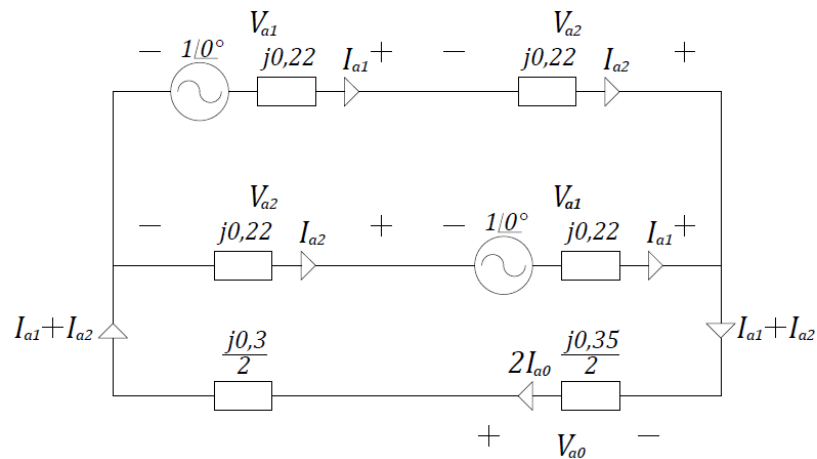 Va1 Va2
− 1/0° j0,22 Ia1 + − j0,22 Ia2 +
Va2 Va1
− j0,22 Ia2 + − 1/0° j0,22 Ia1 +
Ia1+Ia2 j0,3/2 2Ia0 j0,35/2 Ia1+Ia2
+ Va0 −